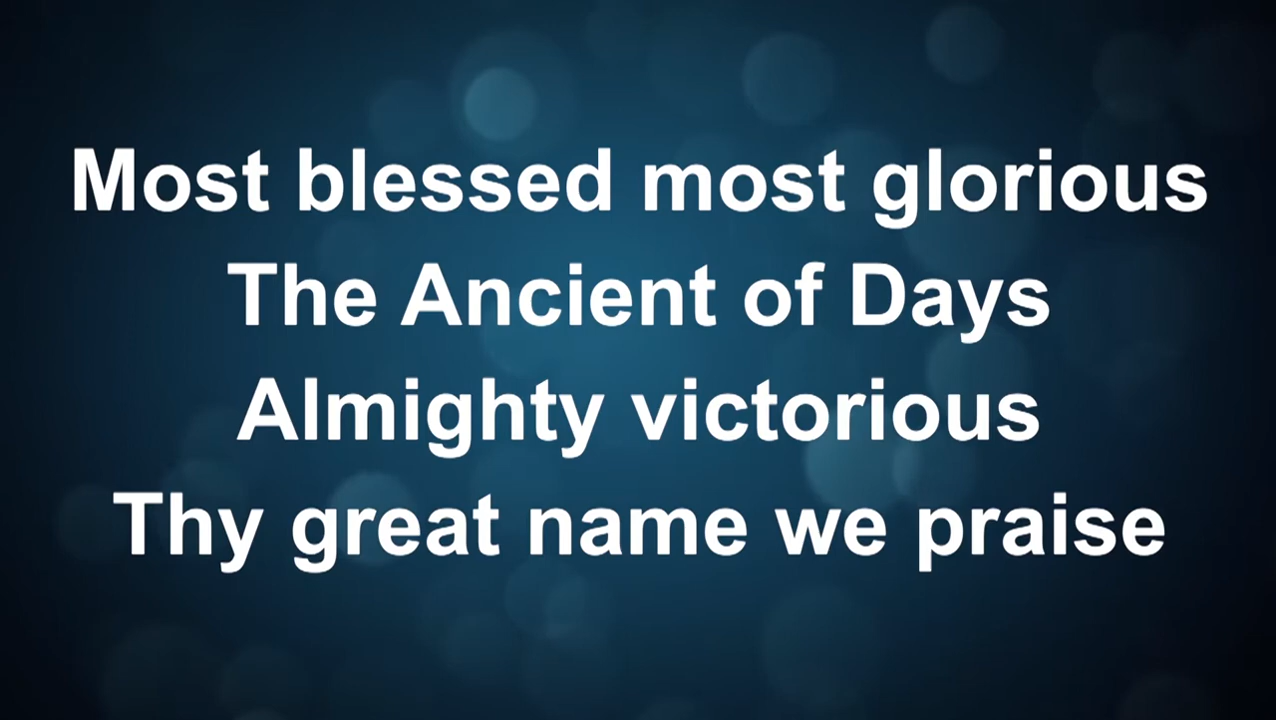 Most blessed most glorious
The Ancient of Days
Almighty victorious
Thy great name we praise